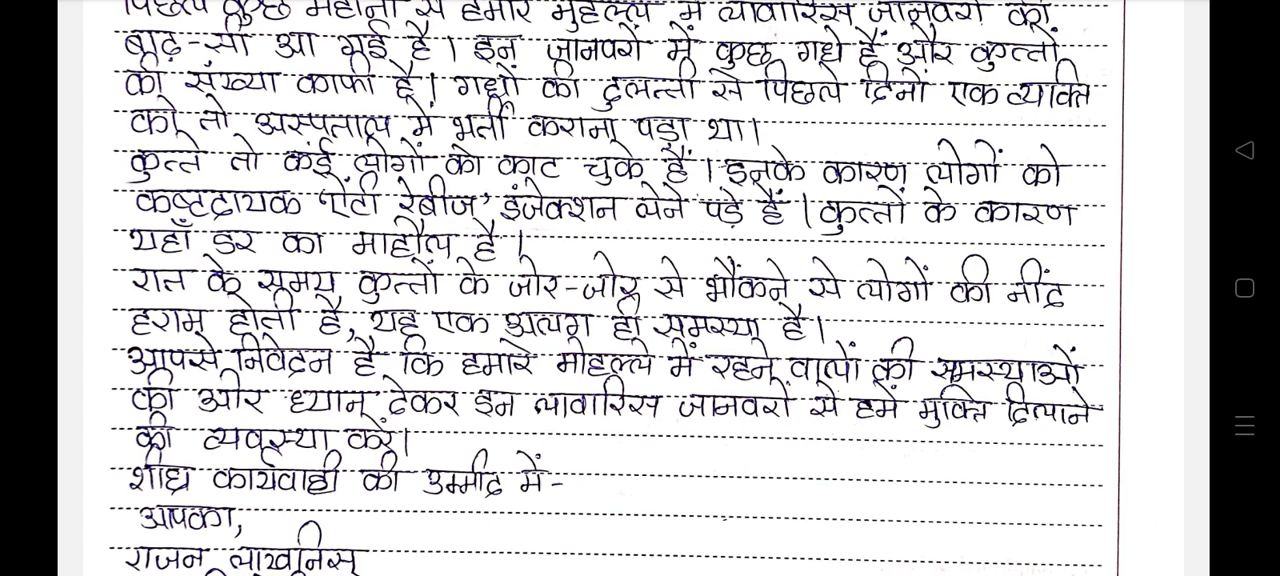 पिछले कुछ महीनों से हमारे मुहल्ले में लावारिस जानवरों की
बाढ़-सी आ गई है। इन जानवरों में कुछ गधे हैं और कुत्तों
की संख्या काफी है। गधों की दुलत्ती से पिछले दिनों एक व्यक्ति
को तो अस्पताल में भर्ती कराना पड़ा था।
कुत्ते तो कई लोगों को काट चुके हैं। इनके कारण लोगों को
कष्टदायक ‘ऐंटी रेबीज’ इंजेक्शन लेने पड़े हैं। कुत्तों के कारण
यहाँ डर का माहौल है।
रात के समय कुत्तों के जोर-जोर से भौंकने से लोगों की नींद
हराम होती है, यह एक अलग ही समस्या है।
आपसे निवेदन है कि हमारे मोहल्ले में रहने वालों की समस्याओं
की ओर ध्यान देकर इन लावारिस जानवरों से हमें मुक्ति दिलाने
की व्यवस्था करें।
शीघ्र कार्यवाही की उम्मीद में-
आपका,
राजन लाखनिस